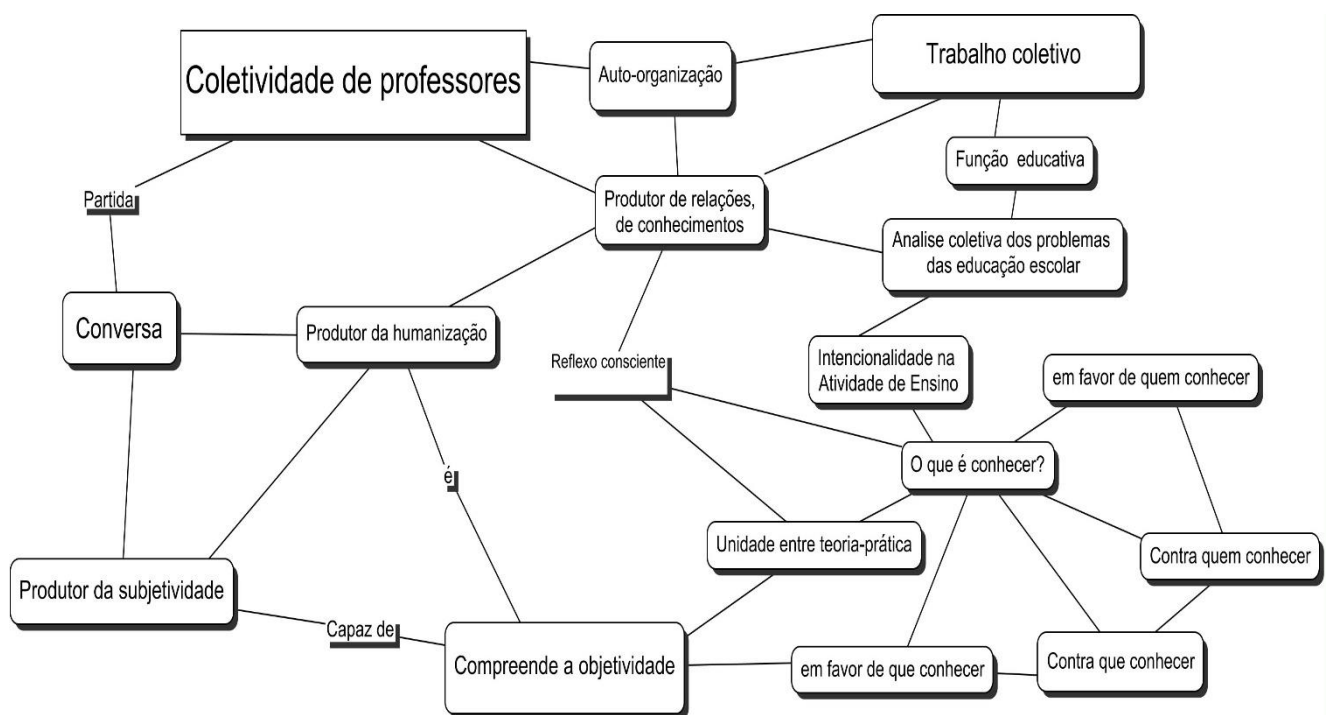 Coletividade de professores
Auto-organização
Trabalho coletivo
Função educativa
Partida
Produtor de relações,
de conhecimentos
Analise coletiva dos problemas
das educação escolar
Conversa
Produtor da humanização
Reflexo consciente
Intencionalidade na
Atividade de Ensino
em favor de quem conhecer
O que é conhecer?
é
Unidade entre teoria-prática
Contra quem conhecer
Produtor da subjetividade
Capaz de
Compreende a objetividade
em favor de que conhecer
Contra que conhecer